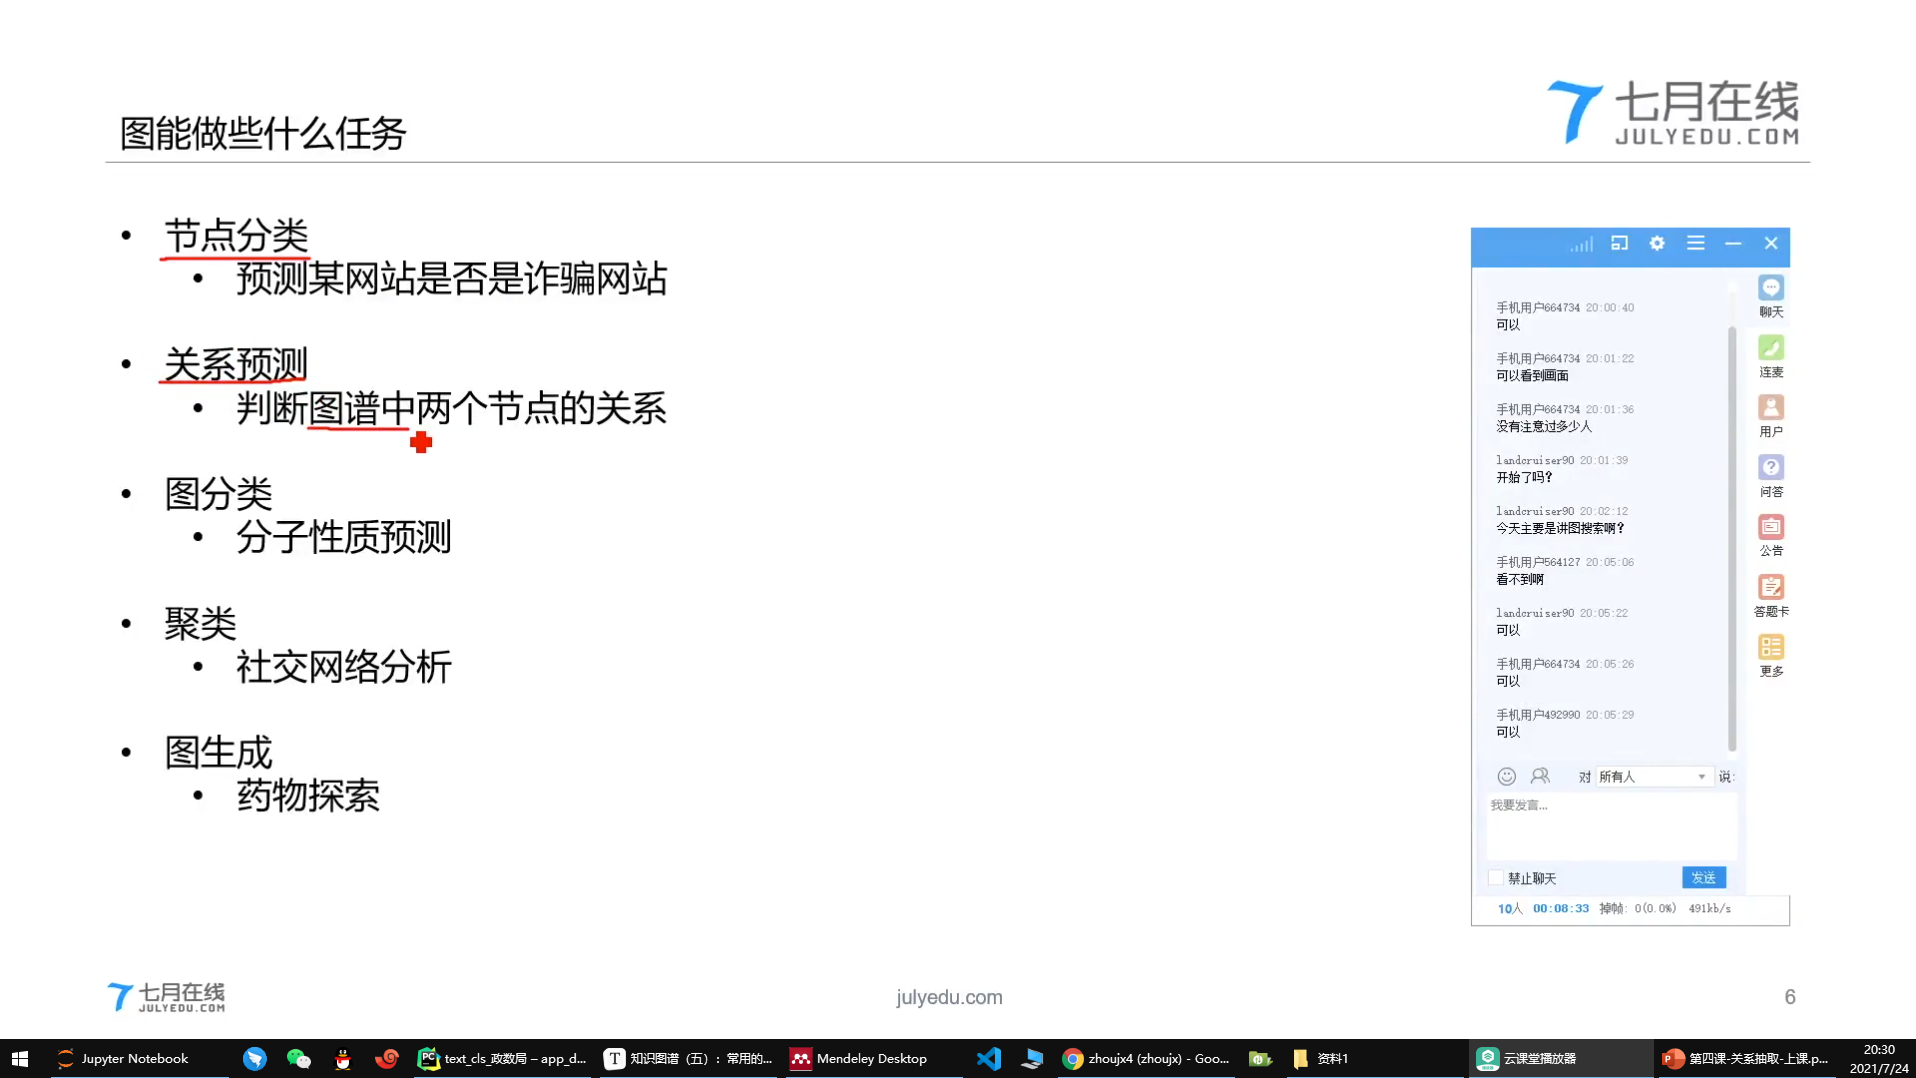 七月在线
JULYEDU.COM
图能做些什么任务
• 节点分类
• 预测某网站是否是诈骗网站
• 关系预测
• 判断图谱中两个节点的关系
• 图分类
• 分子性质预测
• 聚类
• 社交网络分析
• 图生成
• 药物探索
手机用户664734 20:00:40
可以
手机用户664734 20:01:22
可以看到画面
手机用户664734 20:01:36
没有注意过多少人
landcruiser90 20:01:39
开始了吗?
landcruiser90 20:02:12
今天主要是讲图搜索啊?
手机用户564127 20:05:06
看不到啊
landcruiser90 20:05:22
可以
手机用户664734 20:05:26
可以
手机用户492990 20:05:29
可以
聊天
连麦
用户
问答
公告
答题卡
更多
对 所有人 说:
我要发言...
禁止聊天 发送
10人 00:08:33 掉帧: 0(0.0%) 491kb/s
七月在线
JULYEDU.COM
julyedu.com
6
Jupyter Notebook
text_cls_政数局 – app_d...
知识图谱（五）：常用的...
Mendeley Desktop
zhoujx4 (zhoujx) - Goo...
资料1
云课堂播放器
第四课-关系抽取-上课.p...
20:30
2021/7/24